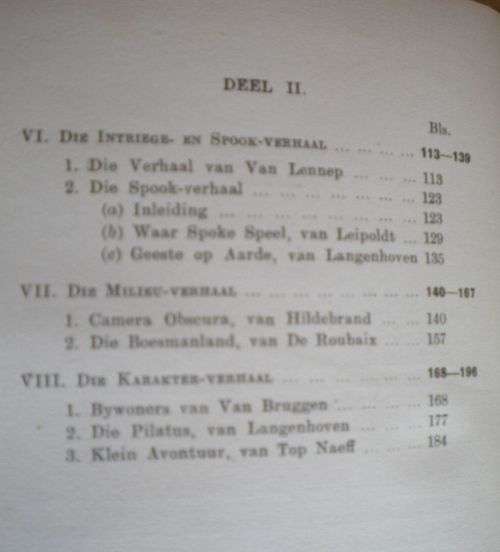 DEEL II.
Bls.
VI. DIE INTRIEGE- EN SPOOK-VERHAAL ... ... ... ... 113—139
1. Die Verhaal van Van Lennep ... ... ... 113
2. Die Spook-verhaal ... ... ... ... ... ... ... 123
(a) Inleiding ... ... ... ... ... ... ... ... 123
(b) Waar Spoke Speel, van Leipoldt ... 129
(c) Geeste op Aarde, van Langenhoven 135
VII. DIE MILIEU-VERHAAL ... ... ... ... ... ... ... 140—167
1. Camera Obscura, van Hildebrand ... ... 140
2. Die Boesmanland, van De Roubaix ... ... 157
VIII. DIE KARAKTER-VERHAAL ... ... ... ... ... ... 168—196
1. Bywoners van Van Bruggen ... ... ... ... 168
2. Die Pilatus, van Langenhoven ... ... ... 177
3. Klein Avontuur, van Top Naeff ... ... ... 184